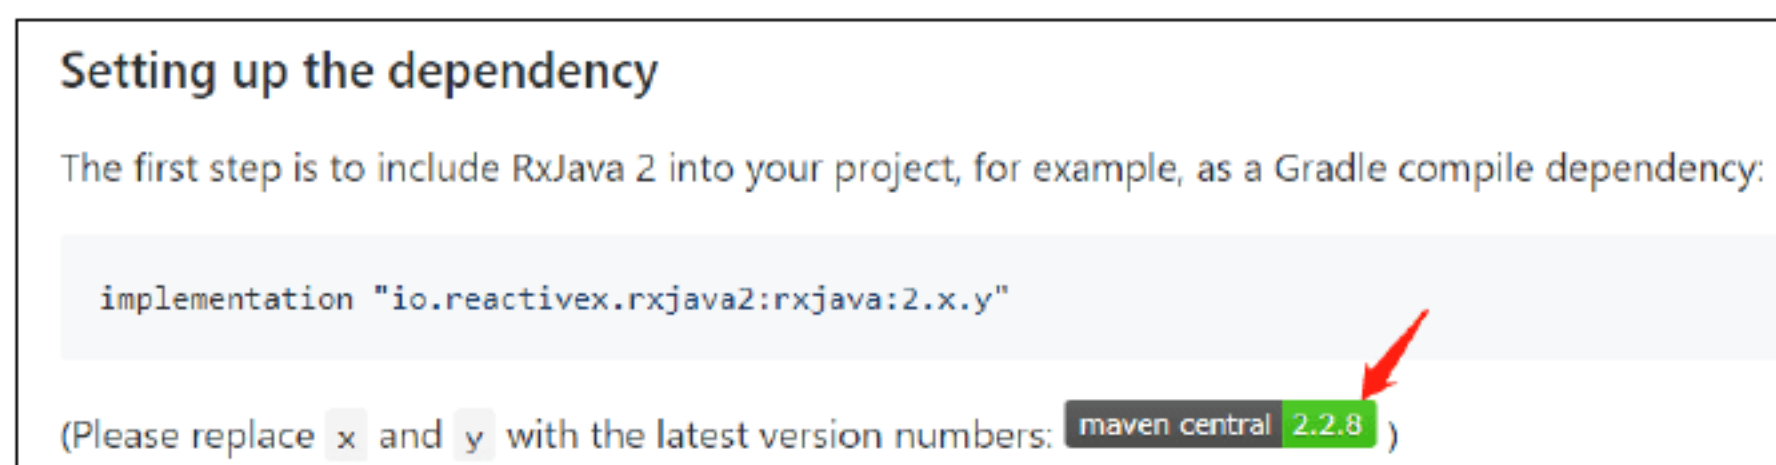 Setting up the dependency
The first step is to include RxJava 2 into your project, for example, as a Gradle compile dependency:
implementation "io.reactivex.rxjava2:rxjava:2.x.y"
(Please replace x and y with the latest version numbers: maven central 2.2.8 )